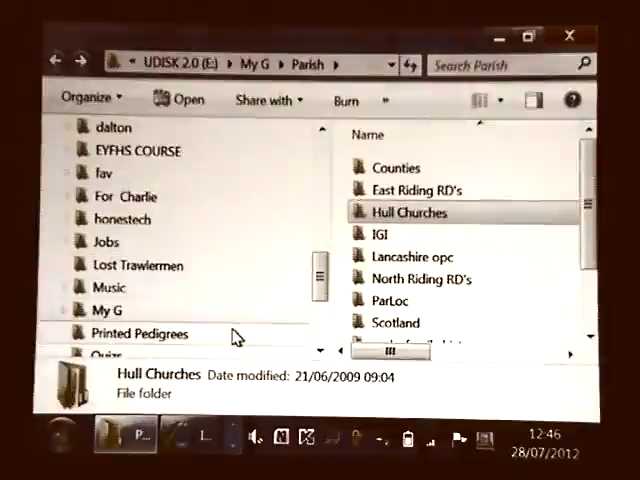 UDISK 2.0 (E:) My G Parish Search Parish
Organize Open Share with Burn »
dalton
EYFHS COURSE
fav
For Charlie
honestech
Jobs
Lost Trawlermen
Music
My G
Printed Pedigrees
Quizs
Name
Counties
East Riding RD's
Hull Churches
IGI
Lancashire opc
North Riding RD's
ParLoc
Scotland
Hull Churches Date modified: 21/06/2009 09:04
File folder
P... I...
12:46
28/07/2012